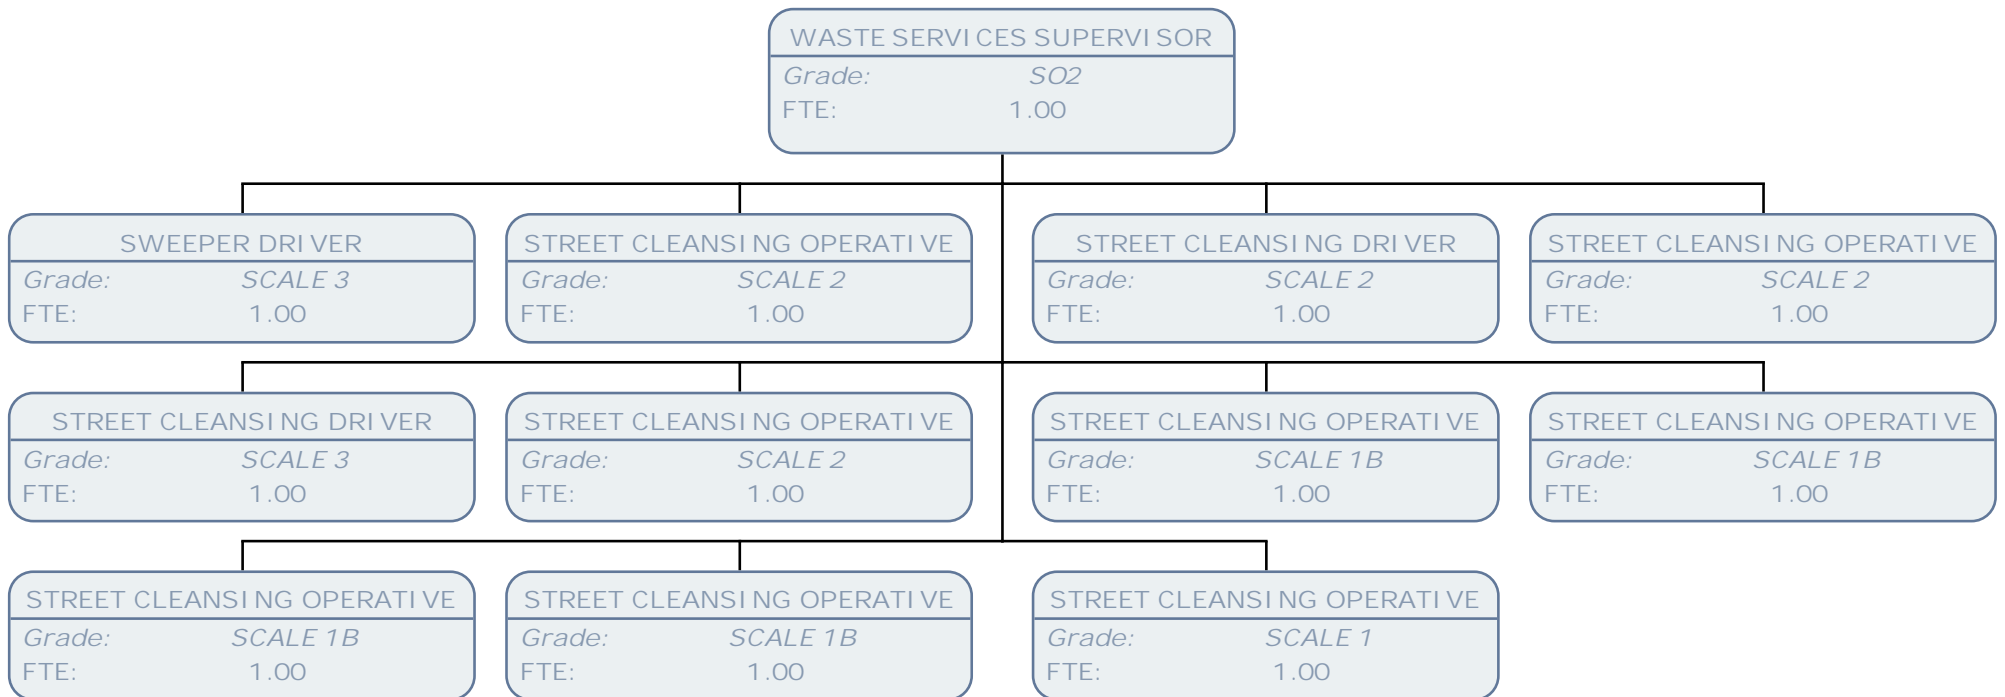 WASTE SERVICES SUPERVISOR
Grade: SO2
FTE: 1.00
SWEEPER DRIVER
Grade: SCALE 3
FTE: 1.00
STREET CLEANSING OPERATIVE
Grade: SCALE 2
FTE: 1.00
STREET CLEANSING DRIVER
Grade: SCALE 2
FTE: 1.00
STREET CLEANSING OPERATIVE
Grade: SCALE 2
FTE: 1.00
STREET CLEANSING DRIVER
Grade: SCALE 3
FTE: 1.00
STREET CLEANSING OPERATIVE
Grade: SCALE 2
FTE: 1.00
STREET CLEANSING OPERATIVE
Grade: SCALE 1B
FTE: 1.00
STREET CLEANSING OPERATIVE
Grade: SCALE 1B
FTE: 1.00
STREET CLEANSING OPERATIVE
Grade: SCALE 1B
FTE: 1.00
STREET CLEANSING OPERATIVE
Grade: SCALE 1B
FTE: 1.00
STREET CLEANSING OPERATIVE
Grade: SCALE 1
FTE: 1.00